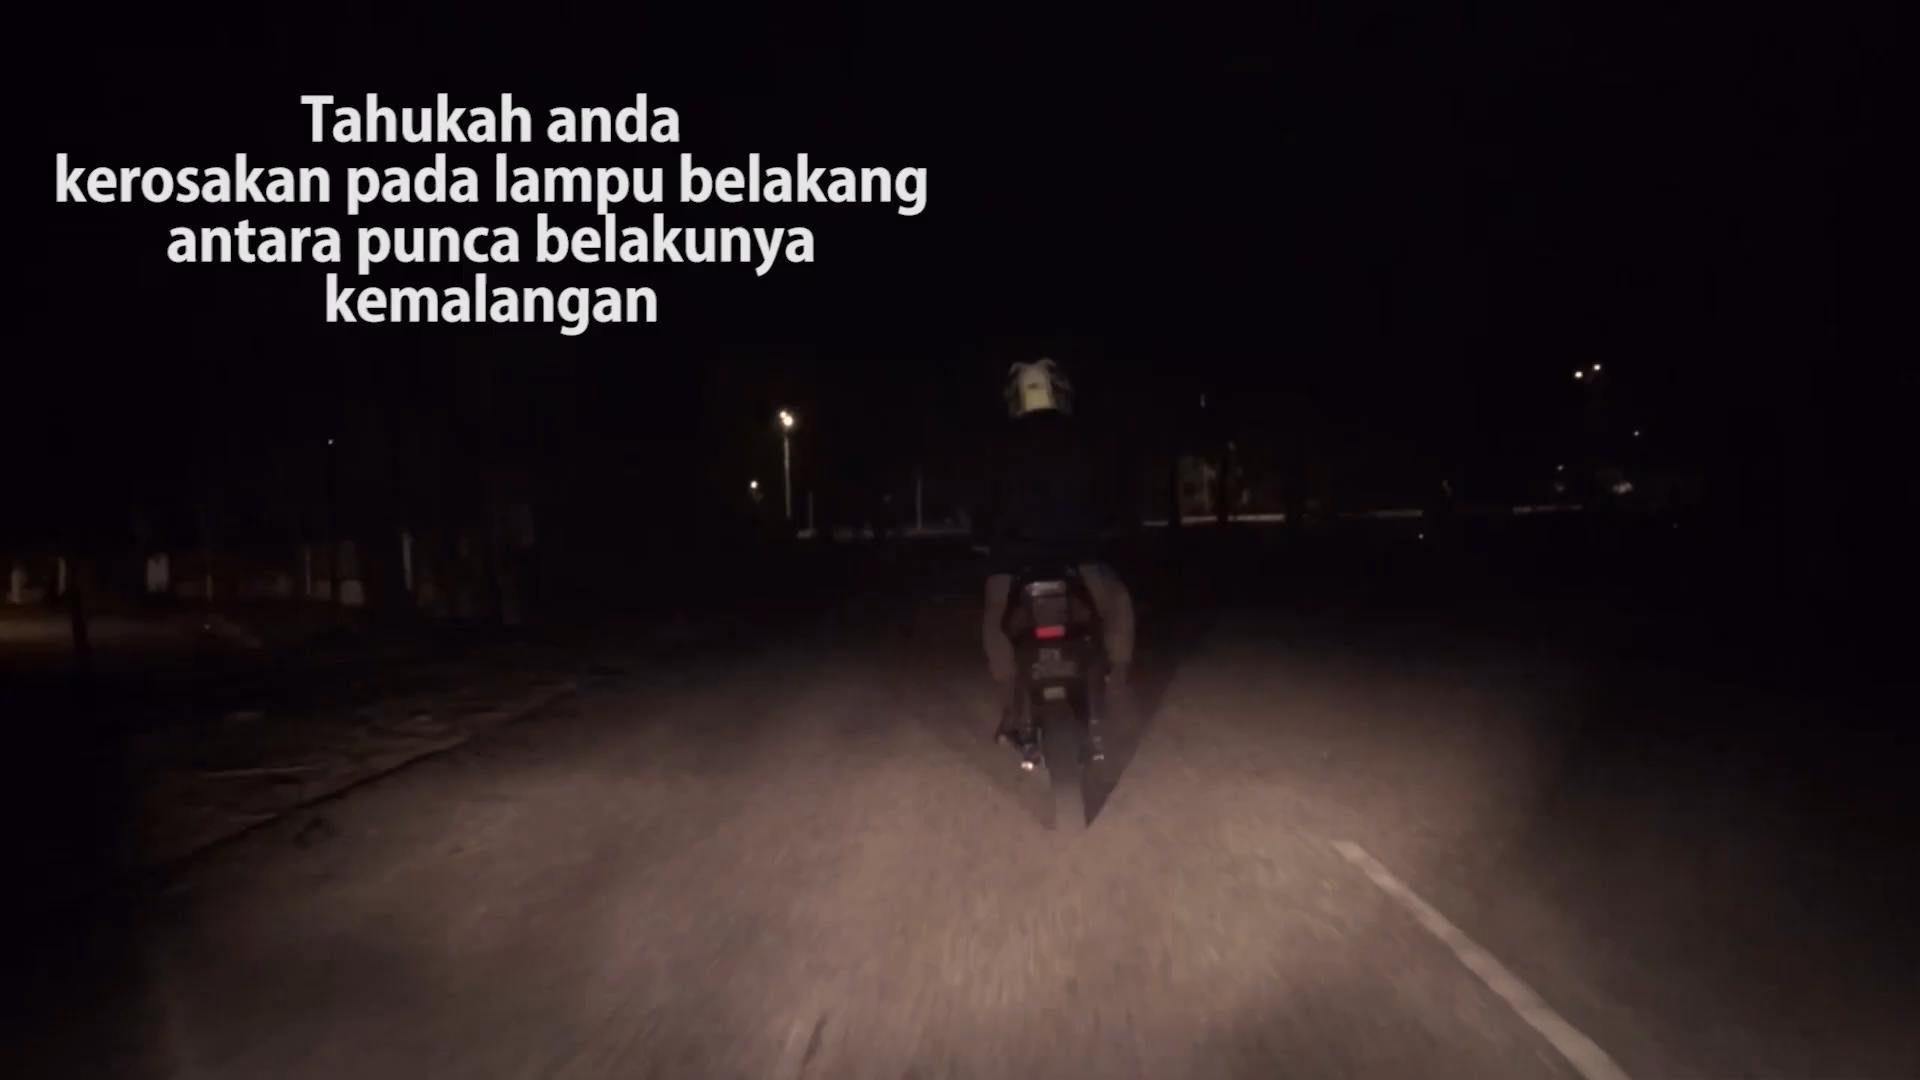 Tahukah anda
kerosakan pada lampu belakang
antara punca belakunya
kemalangan